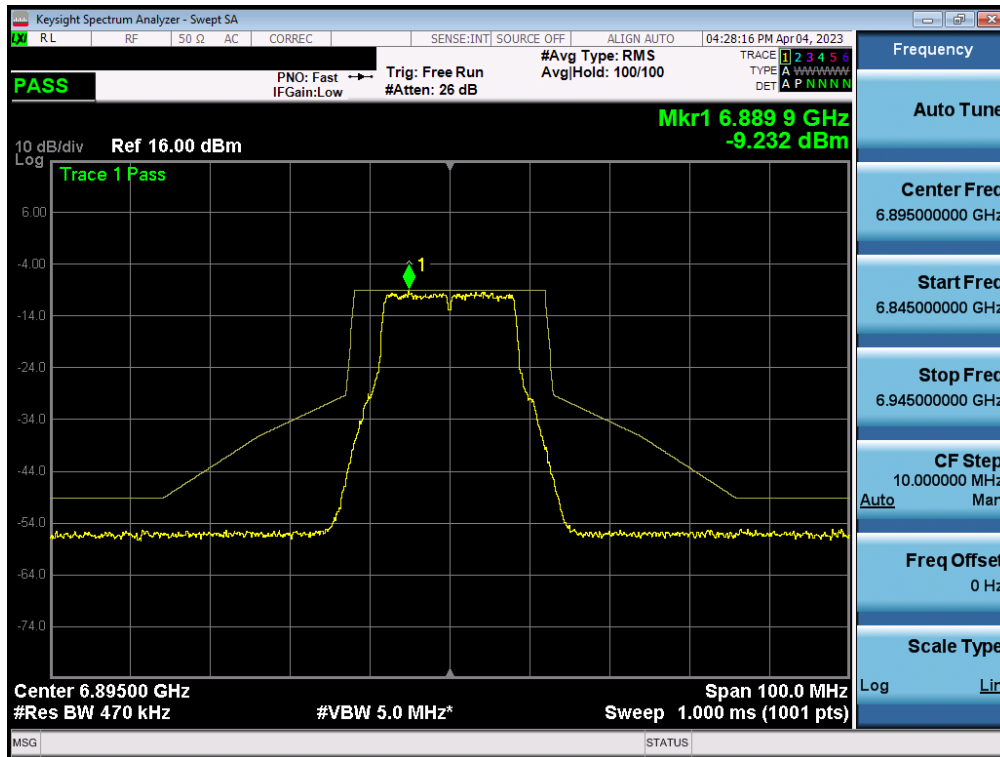 Keysight Spectrum Analyzer - Swept SA
LXI RL RF 50 Ω AC CORREC SENSE:INT SOURCE OFF ALIGN AUTO 04:28:16 PM Apr 04, 2023
PASS
PNO: Fast
IFGain:Low
Trig: Free Run
#Atten: 26 dB
#Avg Type: RMS
Avg|Hold: 100/100
TRACE 1 2 3 4 5 6
TYPE A WWWWW
DET A P N N N N
Mkr1 6.889 9 GHz
-9.232 dBm
10 dB/div Ref 16.00 dBm
Log
Trace 1 Pass
6.00
-4.00
-14.0
-24.0
-34.0
-44.0
-54.0
-64.0
-74.0
1
Center 6.89500 GHz Span 100.0 MHz
#Res BW 470 kHz #VBW 5.0 MHz* Sweep 1.000 ms (1001 pts)
MSG STATUS
Frequency
Auto Tune
Center Freq
6.895000000 GHz
Start Freq
6.845000000 GHz
Stop Freq
6.945000000 GHz
CF Step
10.000000 MHz
Auto Man
Freq Offset
0 Hz
Scale Type
Log Lin